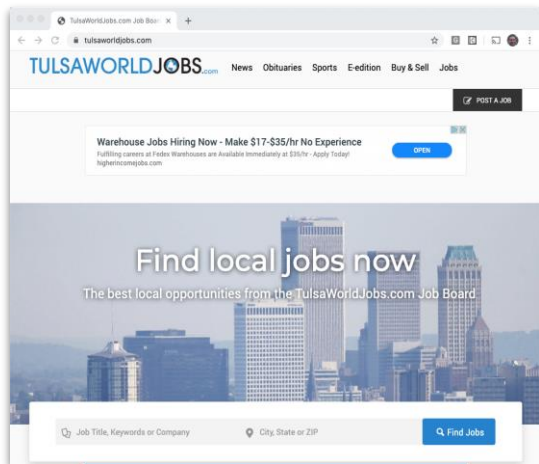 TulsaWorldJobs.com Job Boar
tulsaworldjobs.com
TULSAWORLDJOBS.com
News Obituaries Sports E-edition Buy & Sell Jobs
POST A JOB
Warehouse Jobs Hiring Now - Make $17-$35/hr No Experience
Fulfilling careers at Fedex Warehouses are Available Immediately at $35/hr - Apply Today!
higherincomejobs.com
OPEN
Find local jobs now
The best local opportunities from the TulsaWorldJobs.com Job Board
Job Title, Keywords or Company
City, State or ZIP
Find Jobs